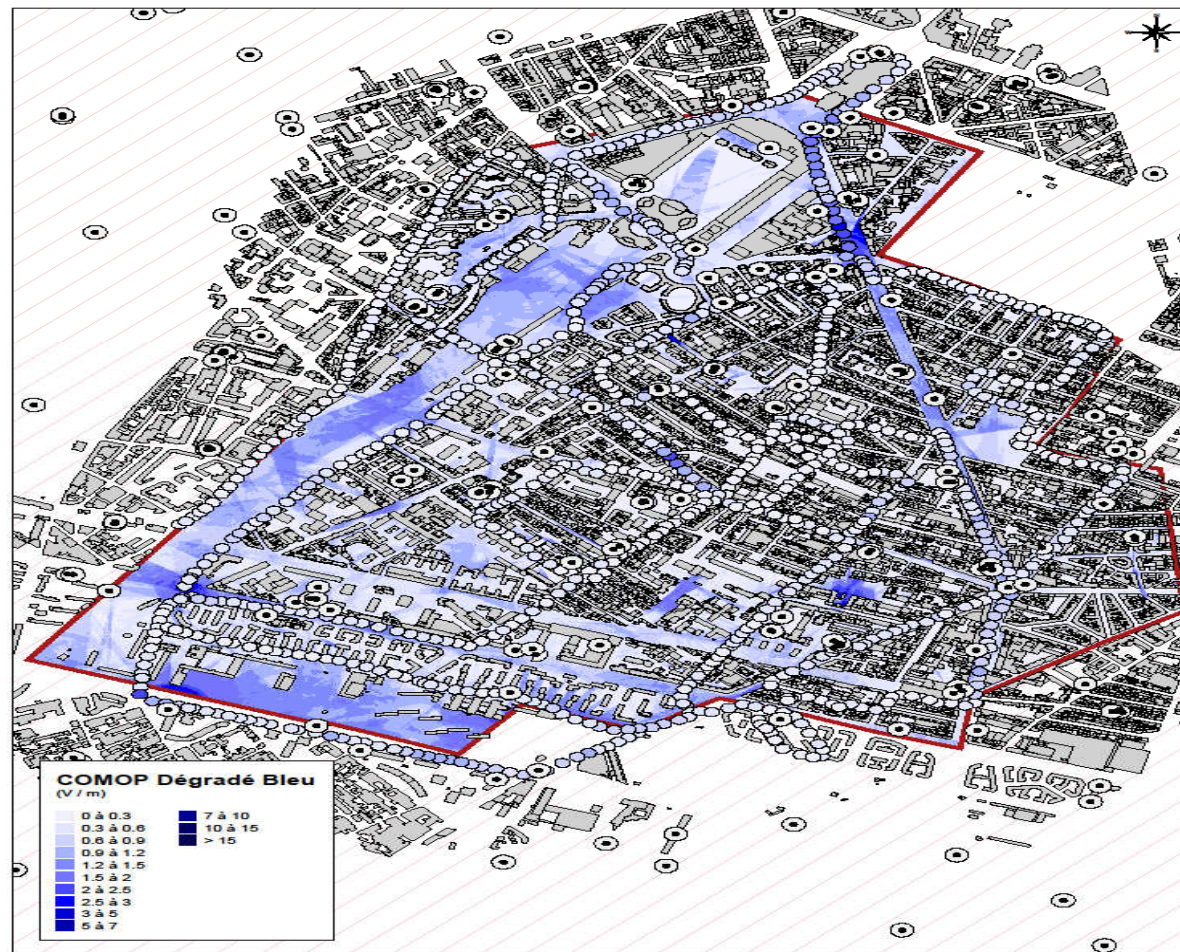 COMOP Dégradé Bleu
(V / m)
0 à 0.3
0.3 à 0.6
0.6 à 0.9
0.9 à 1.2
1.2 à 1.5
1.5 à 2
2 à 2.5
2.5 à 3
3 à 5
5 à 7
7 à 10
10 à 15
> 15